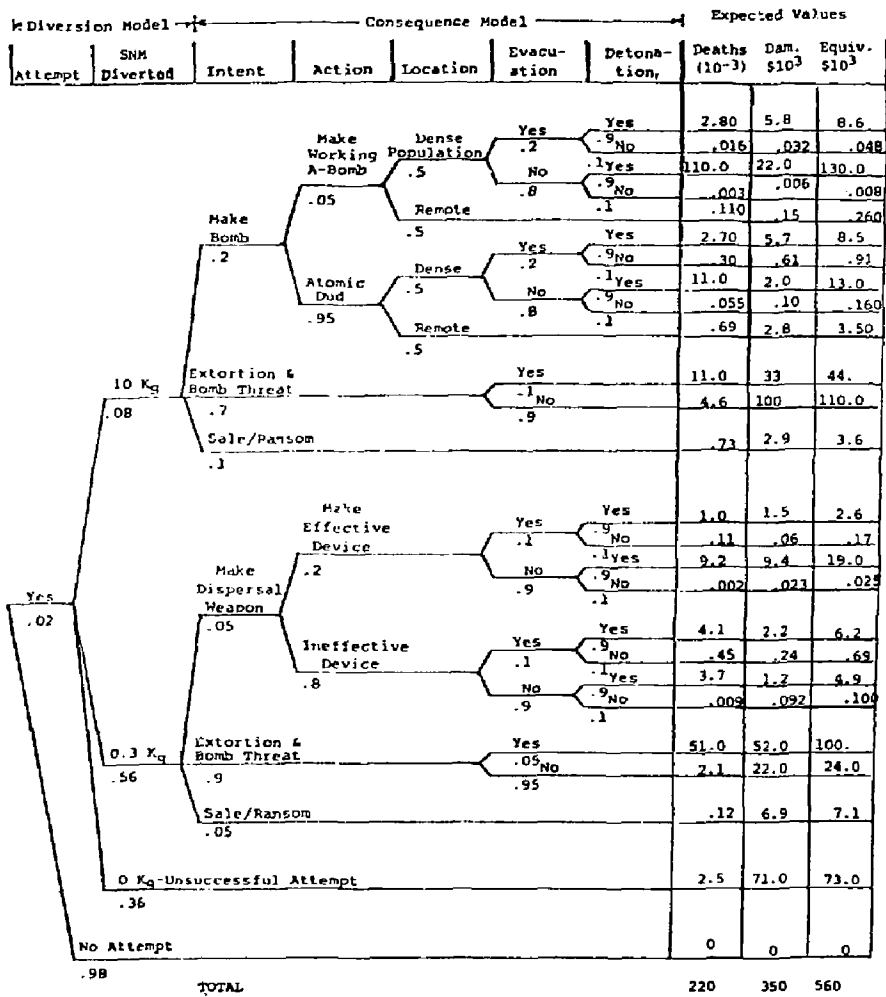 Diversion Model Consequence Model Expected Values
Attempt SNM Diverted Intent Action Location Evacu-ation Detona-tion, Deaths (10-3) Dam. $10³ Equiv. $10³
Yes 2.80 5.8 8.6
Make Working A-Bomb Dense Population Yes .9 No .016 .032 .048
.2 .1 Yes 110.0 22.0 130.0
.5 No .9 No .003 .006 .008
.05 .8 .1
Remote .110 .15 .260
Make Bomb .5 Yes 2.70 5.7 8.5
.2 Yes .9 No .30 .61 .91
Atomic Dud Dense .2 .1 Yes 11.0 2.0 13.0
.5 No .9 No .055 .10 .160
.95 .8 .1
Remote .69 2.8 3.50
.5
10 Kg Extortion & Bomb Threat Yes 11.0 33 44.
.08 .7 .1 No 4.6 100 110.0
.9
Sale/Ransom .73 2.9 3.6
.1
Make Effective Device Yes 1.0 1.5 2.6
Yes .9 No .11 .06 .17
.1 .1 Yes 9.2 9.4 19.0
.2 No .9 No .002 .023 .025
Make Dispersal Weapon .9 .1
Yes .05
.02 Yes 4.1 2.2 6.2
Ineffective Device Yes .9 No .45 .24 .69
.8 .1 .1 Yes 3.7 1.2 4.9
No .9 No .009 .092 .100
.9 .1
0.3 Kg Extortion & Bomb Threat Yes 51.0 52.0 100.
.56 .9 .05 No 2.1 22.0 24.0
.95
Sale/Ransom .12 6.9 7.1
.05
0 Kg-Unsuccessful Attempt 2.5 71.0 73.0
.36
No Attempt 0 0 0
.98
TOTAL 220 350 560